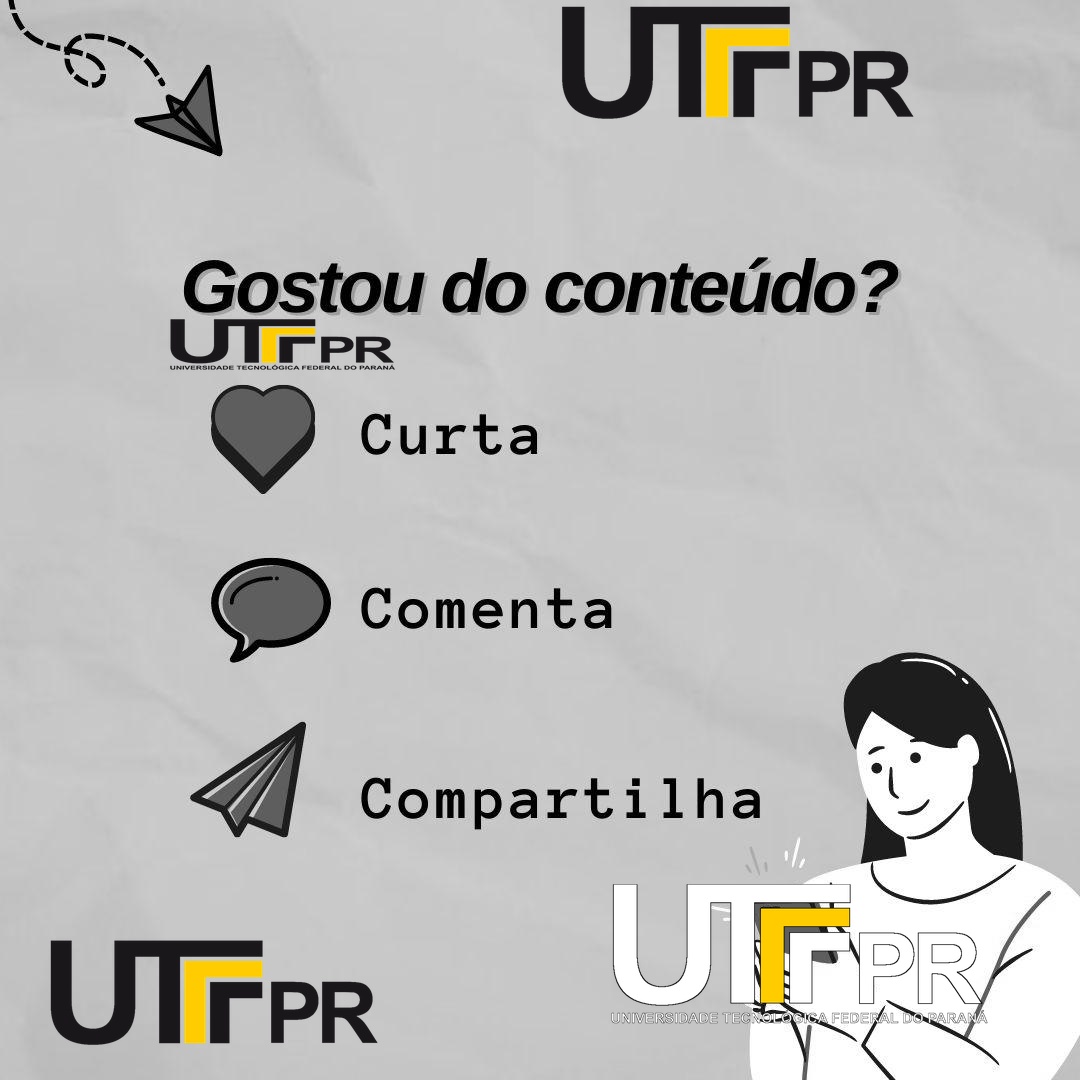 UTFPR
Gostou do conteúdo?
UTFPR
UNIVERSIDADE TECNOLÓGICA FEDERAL DO PARANÁ
Curta
Comenta
Compartilha
UTFPR
UNIVERSIDADE TECNOLÓGICA FEDERAL DO PARANÁ
UTFPR